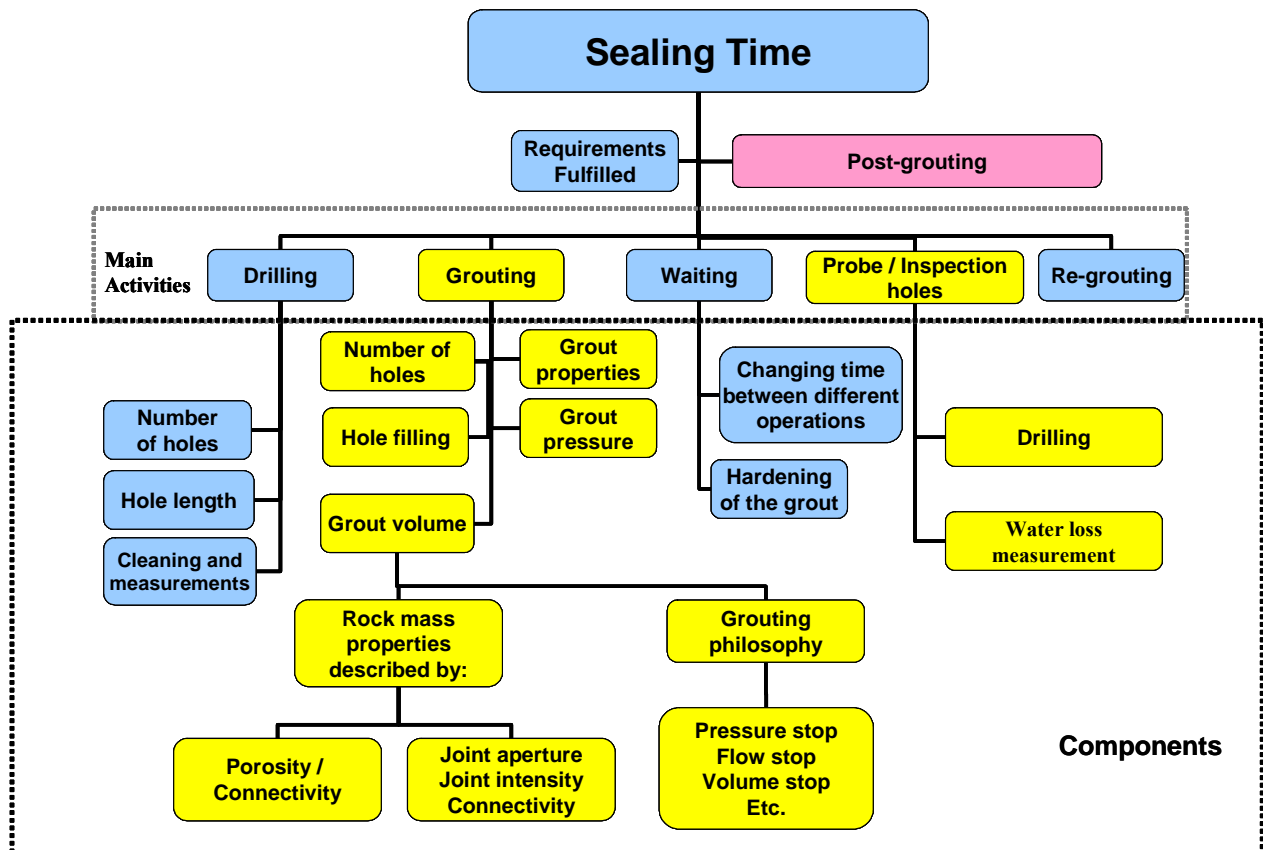 Sealing Time
Requirements
Fulfilled
Post-grouting
Main
Activities
Drilling
Grouting
Waiting
Probe / Inspection
holes
Re-grouting
Number of
holes
Grout
properties
Changing time
between different
operations
Number
of holes
Hole filling
Grout
pressure
Drilling
Hole length
Grout volume
Hardening
of the grout
Cleaning and
measurements
Water loss
measurement
Rock mass
properties
described by:
Grouting
philosophy
Porosity /
Connectivity
Joint aperture
Joint intensity
Connectivity
Pressure stop
Flow stop
Volume stop
Etc.
Components